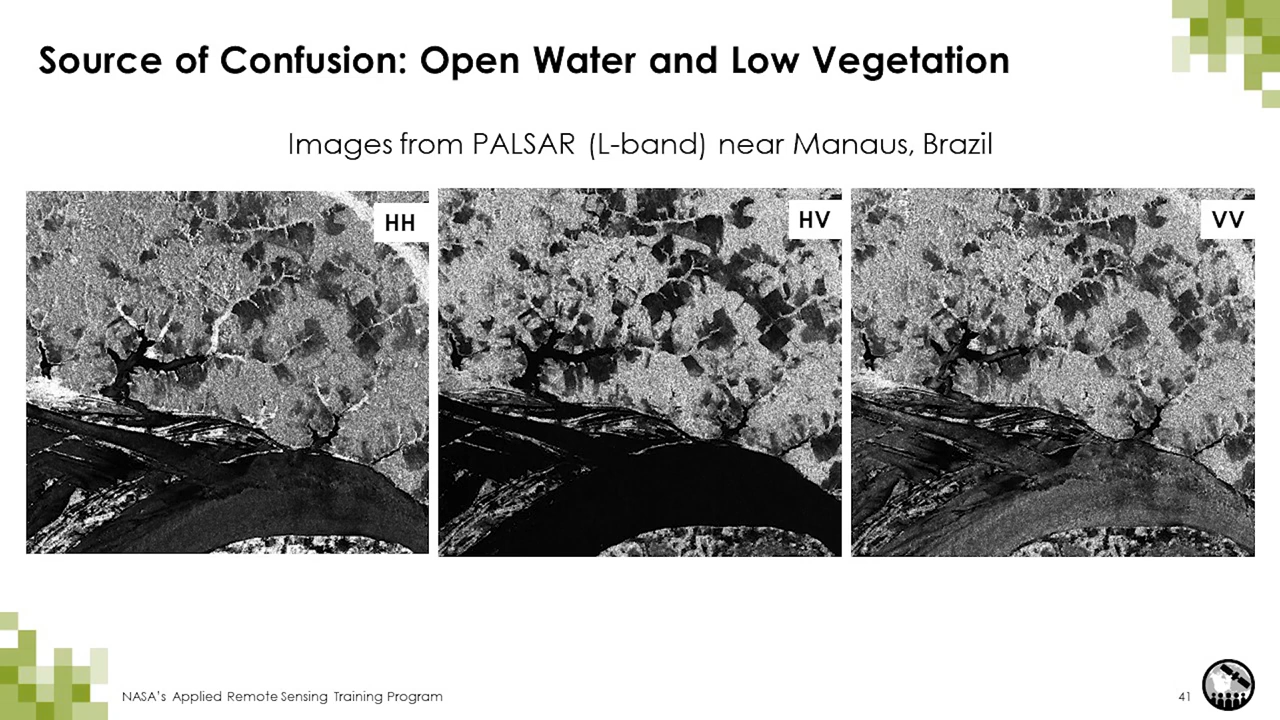 Source of Confusion: Open Water and Low Vegetation
Images from PALSAR (L-band) near Manaus, Brazil
HH
HV
VV
NASA's Applied Remote Sensing Training Program
41